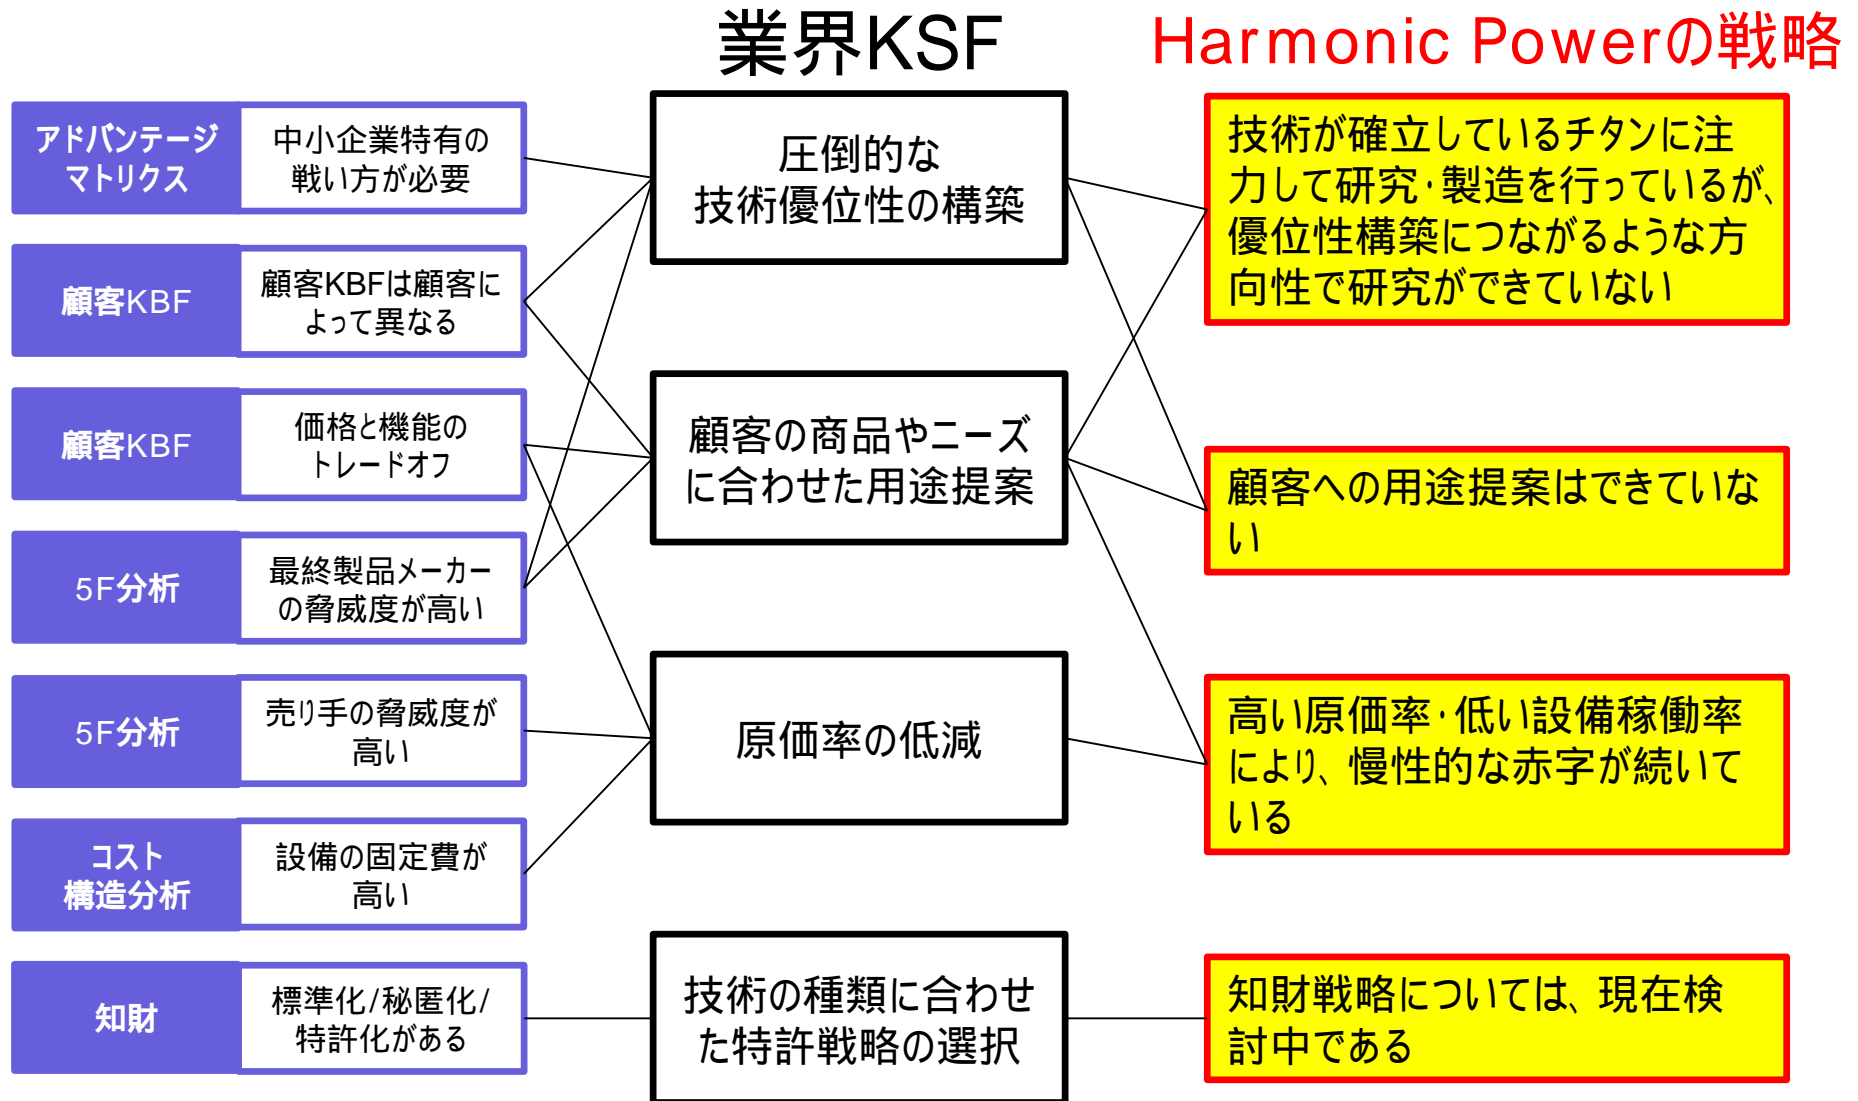 業界KSF
Harmonic Powerの戦略
アドバンテージ
マトリクス
中小企業特有の
戦い方が必要
顧客KBF
顧客KBFは顧客に
よって異なる
顧客KBF
価格と機能の
トレードオフ
5F分析
最終製品メーカー
の脅威度が高い
5F分析
売り手の脅威度が
高い
コスト
構造分析
設備の固定費が
高い
知財
標準化/秘匿化/
特許化がある
圧倒的な
技術優位性の構築
顧客の商品やニーズ
に合わせた用途提案
原価率の低減
技術の種類に合わせ
た特許戦略の選択
技術が確立しているチタンに注
力して研究・製造を行っているが、
優位性構築につながるような方
向性で研究ができていない
顧客への用途提案はできていな
い
高い原価率・低い設備稼働率
により、慢性的な赤字が続いて
いる
知財戦略については、現在検
討中である